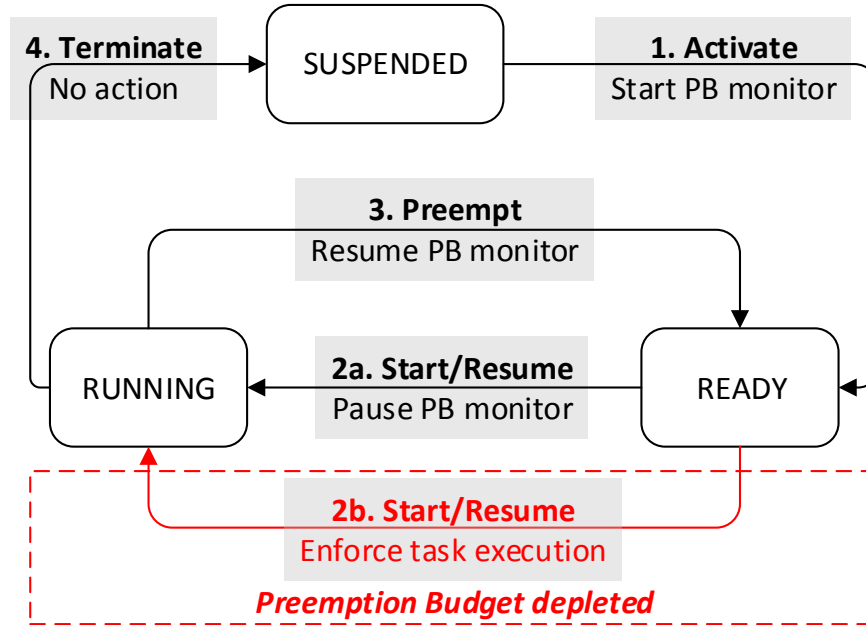 4. Terminate
No action
SUSPENDED
1. Activate
Start PB monitor
3. Preempt
Resume PB monitor
RUNNING
2a. Start/Resume
Pause PB monitor
READY
2b. Start/Resume
Enforce task execution
Preemption Budget depleted